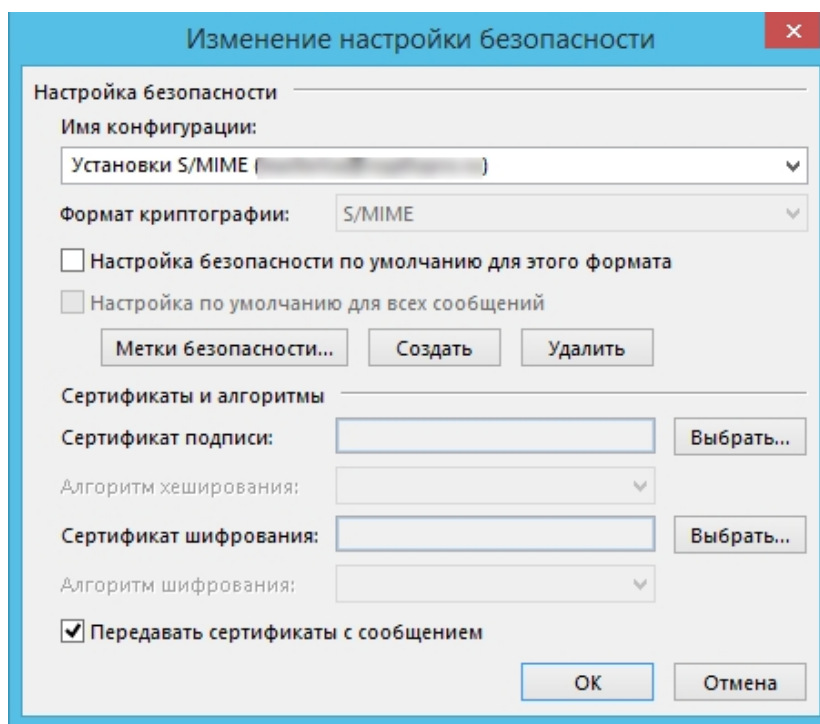 Изменение настройки безопасности
Настройка безопасности
Имя конфигурации:
Установки S/MIME ( )
Формат криптографии: S/MIME
Настройка безопасности по умолчанию для этого формата
Настройка по умолчанию для всех сообщений
Метки безопасности... Создать Удалить
Сертификаты и алгоритмы
Сертификат подписи: Выбрать...
Алгоритм хеширования:
Сертификат шифрования: Выбрать...
Алгоритм шифрования:
Передавать сертификаты с сообщением
ОК Отмена